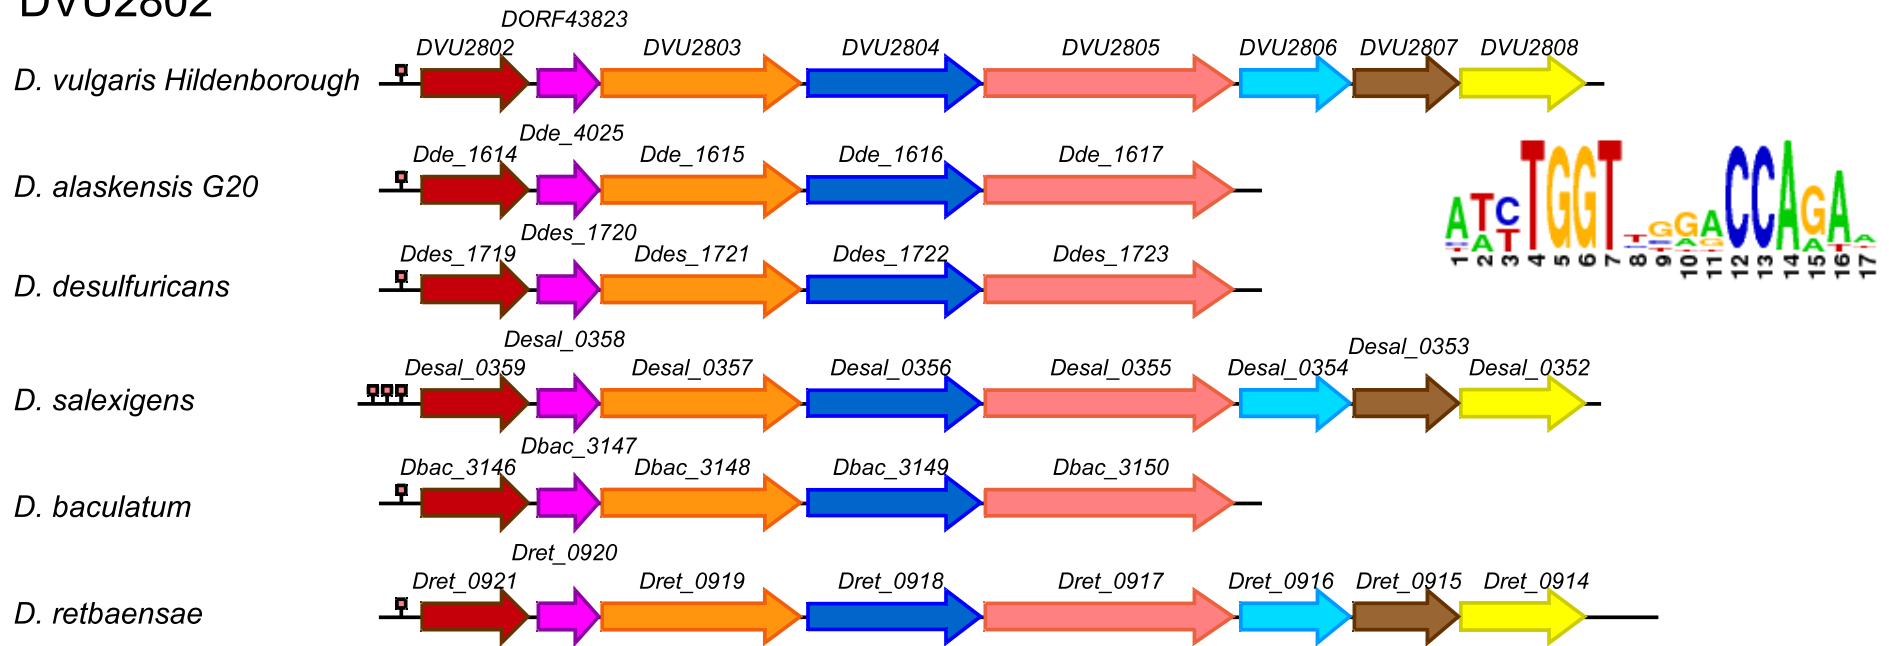 DVU2802
DORF43823
DVU2802 DVU2803 DVU2804 DVU2805 DVU2806 DVU2807 DVU2808
D. vulgaris Hildenborough
Dde_4025
Dde_1614 Dde_1615 Dde_1616 Dde_1617
D. alaskensis G20
Ddes_1720
Ddes_1719 Ddes_1721 Ddes_1722 Ddes_1723
D. desulfuricans
Desal_0358
Desal_0353
Desal_0359 Desal_0357 Desal_0356 Desal_0355 Desal_0354 Desal_0352
D. salexigens
Dbac_3147
Dbac_3146 Dbac_3148 Dbac_3149 Dbac_3150
D. baculatum
Dret_0920
Dret_0921 Dret_0919 Dret_0918 Dret_0917 Dret_0916 Dret_0915 Dret_0914
D. retbaensae
ATCTGGT TGGACCAGAA
1 2 3 4 5 6 7 8 9 10 11 12 13 14 15 16 17